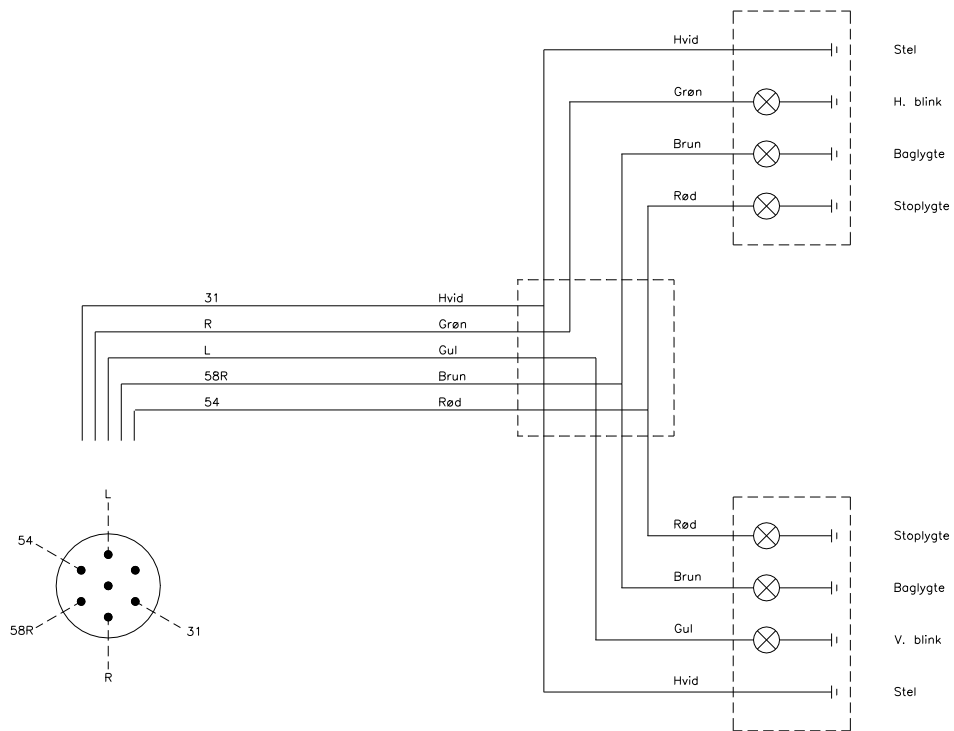 Hvid
Stel
Grøn
H. blink
Brun
Baglygte
Rød
Stoplygte
31
Hvid
R
Grøn
L
Gul
58R
Brun
54
Rød
L
54
58R
31
R
Rød
Stoplygte
Brun
Baglygte
Gul
V. blink
Hvid
Stel